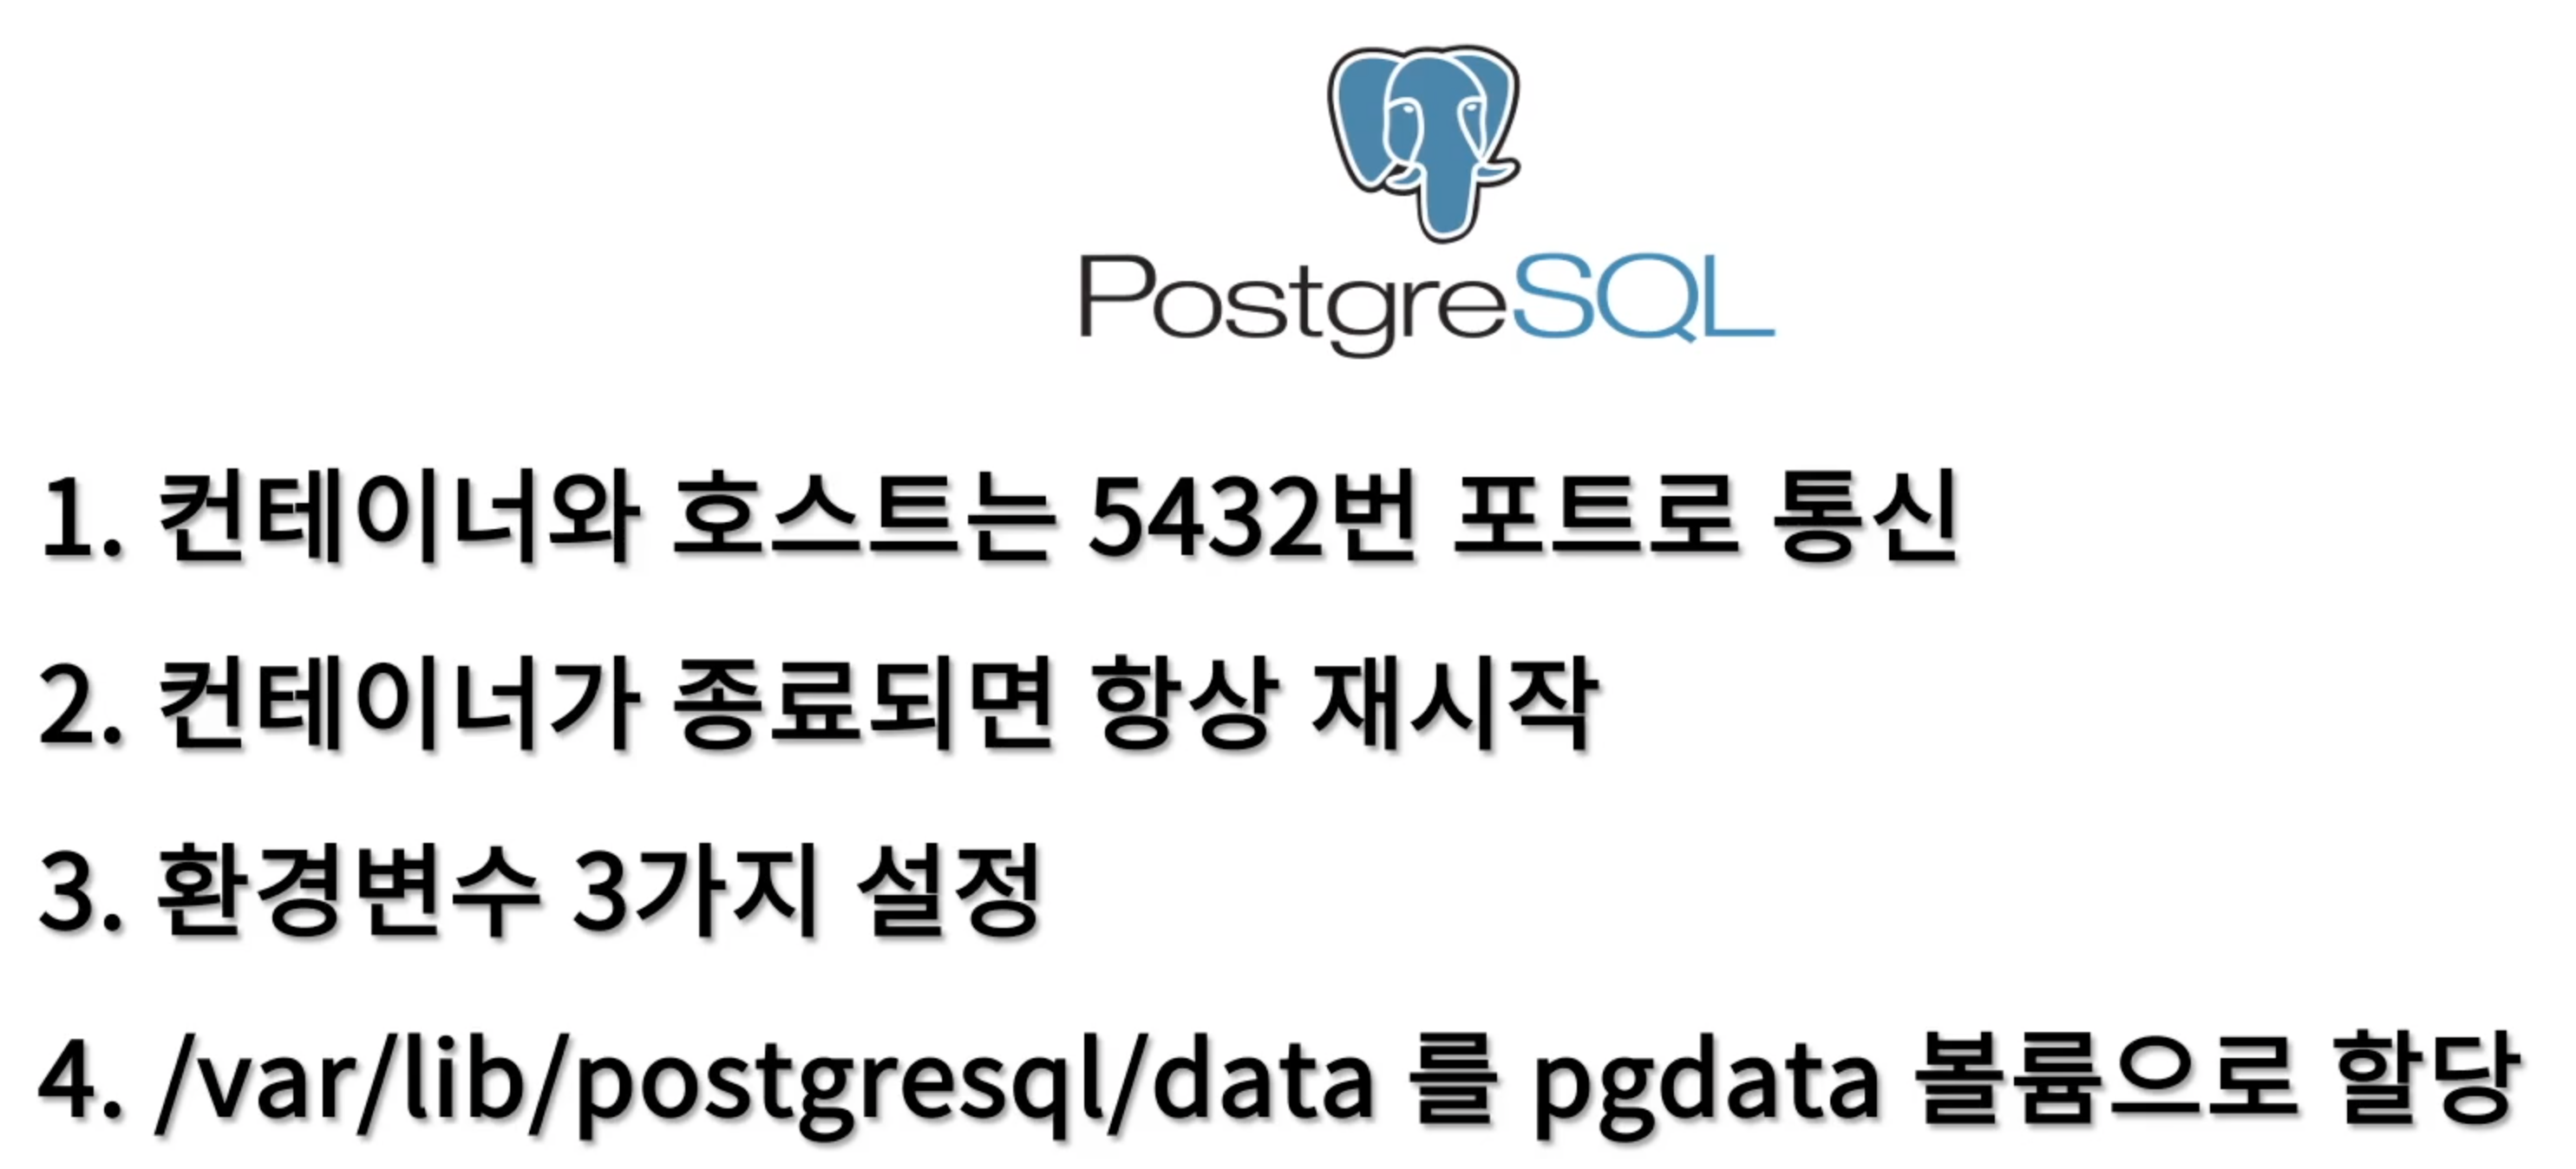 PostgreSQL
1. 컨테이너와 호스트는 5432번 포트로 통신
2. 컨테이너가 종료되면 항상 재시작
3. 환경변수 3가지 설정
4. /var/lib/postgresql/data 를 pgdata 볼륨으로 할당